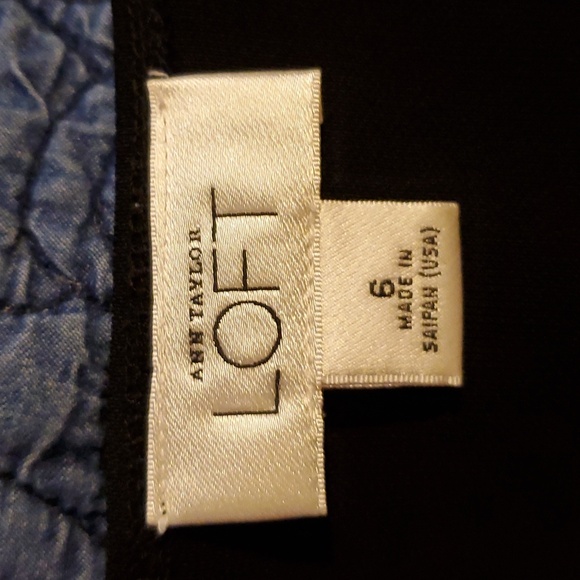 ANN TAYLOR
LOFT
6
MADE IN
SAIPAN (USA)